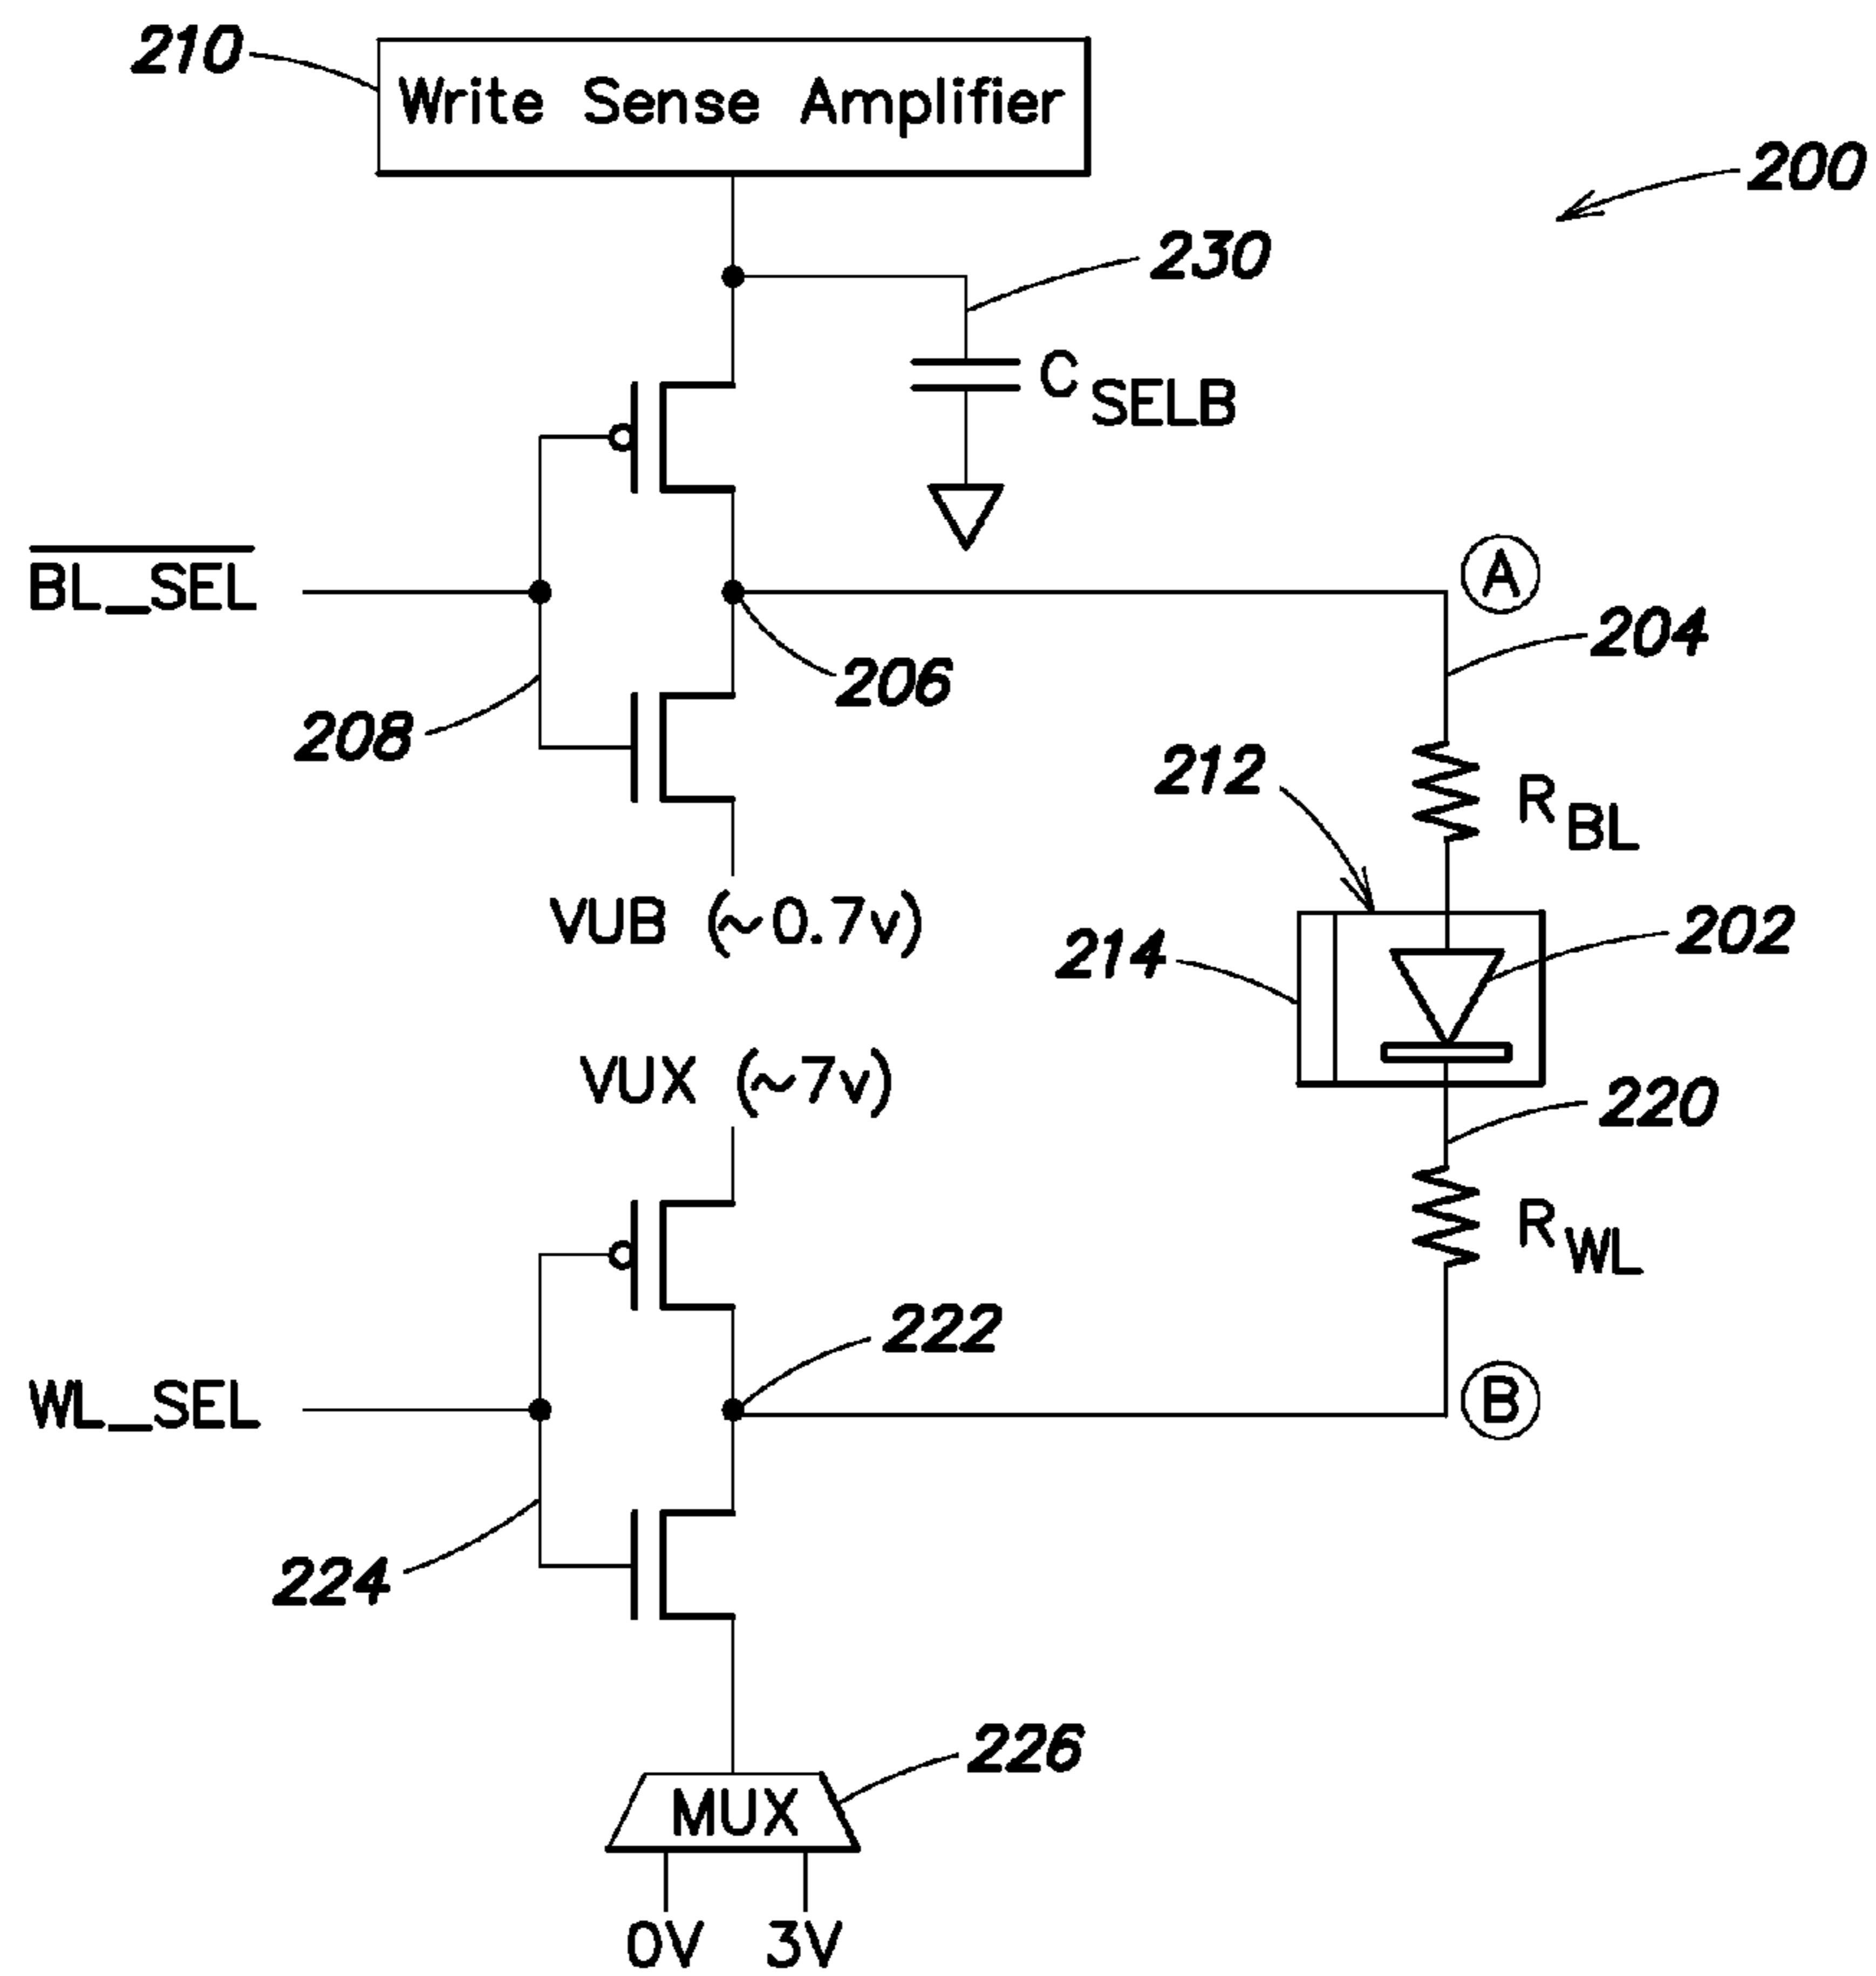 210
Write Sense Amplifier
200
230
C SELB
BL_SEL
A
204
206
208
212
R BL
VUB (~0.7v)
214
202
VUX (~7v)
220
R WL
222
WL_SEL
B
224
226
MUX
0V 3V